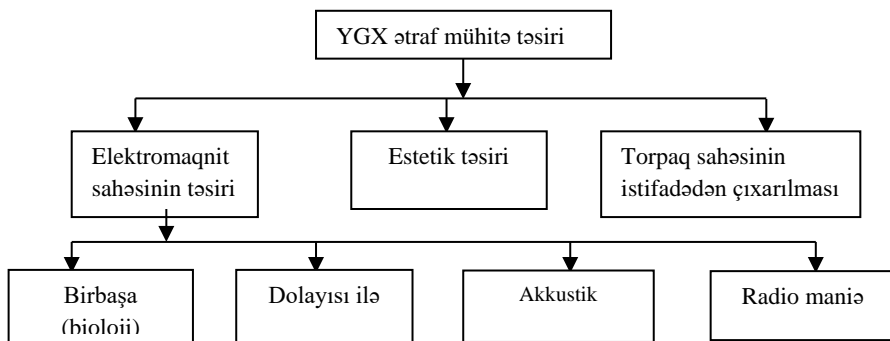 YGX ətraf mühitə təsiri
Elektromaqnit
sahəsinin təsiri
Estetik təsiri
Torpaq sahəsinin
istifadədən çıxarılması
Birbaşa
(bioloji)
Dolayısı ilə
Akkustik
Radio maniə